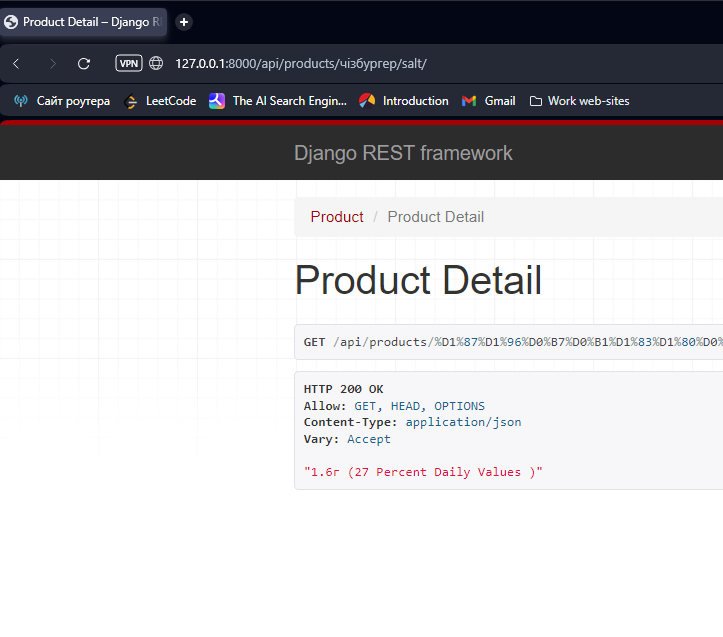 Product Detail – Django R
VPN 127.0.0.1:8000/api/products/чізбургер/salt/
Сайт роутера LeetCode The AI Search Engin... Introduction Gmail Work web-sites
Django REST framework
Product / Product Detail
Product Detail
GET /api/products/%D1%87%D1%96%D0%B7%D0%B1%D1%83%D1%80%D0%
HTTP 200 OK
Allow: GET, HEAD, OPTIONS
Content-Type: application/json
Vary: Accept
"1.6г (27 Percent Daily Values )"